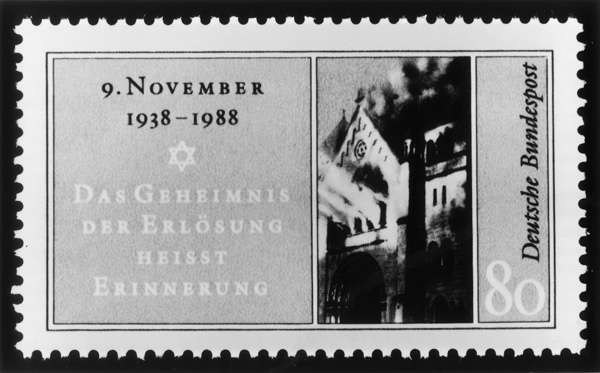 9. NOVEMBER
1938–1988
DAS GEHEIMNIS
DER ERLÖSUNG
HEISST
ERINNERUNG
Deutsche Bundespost
80